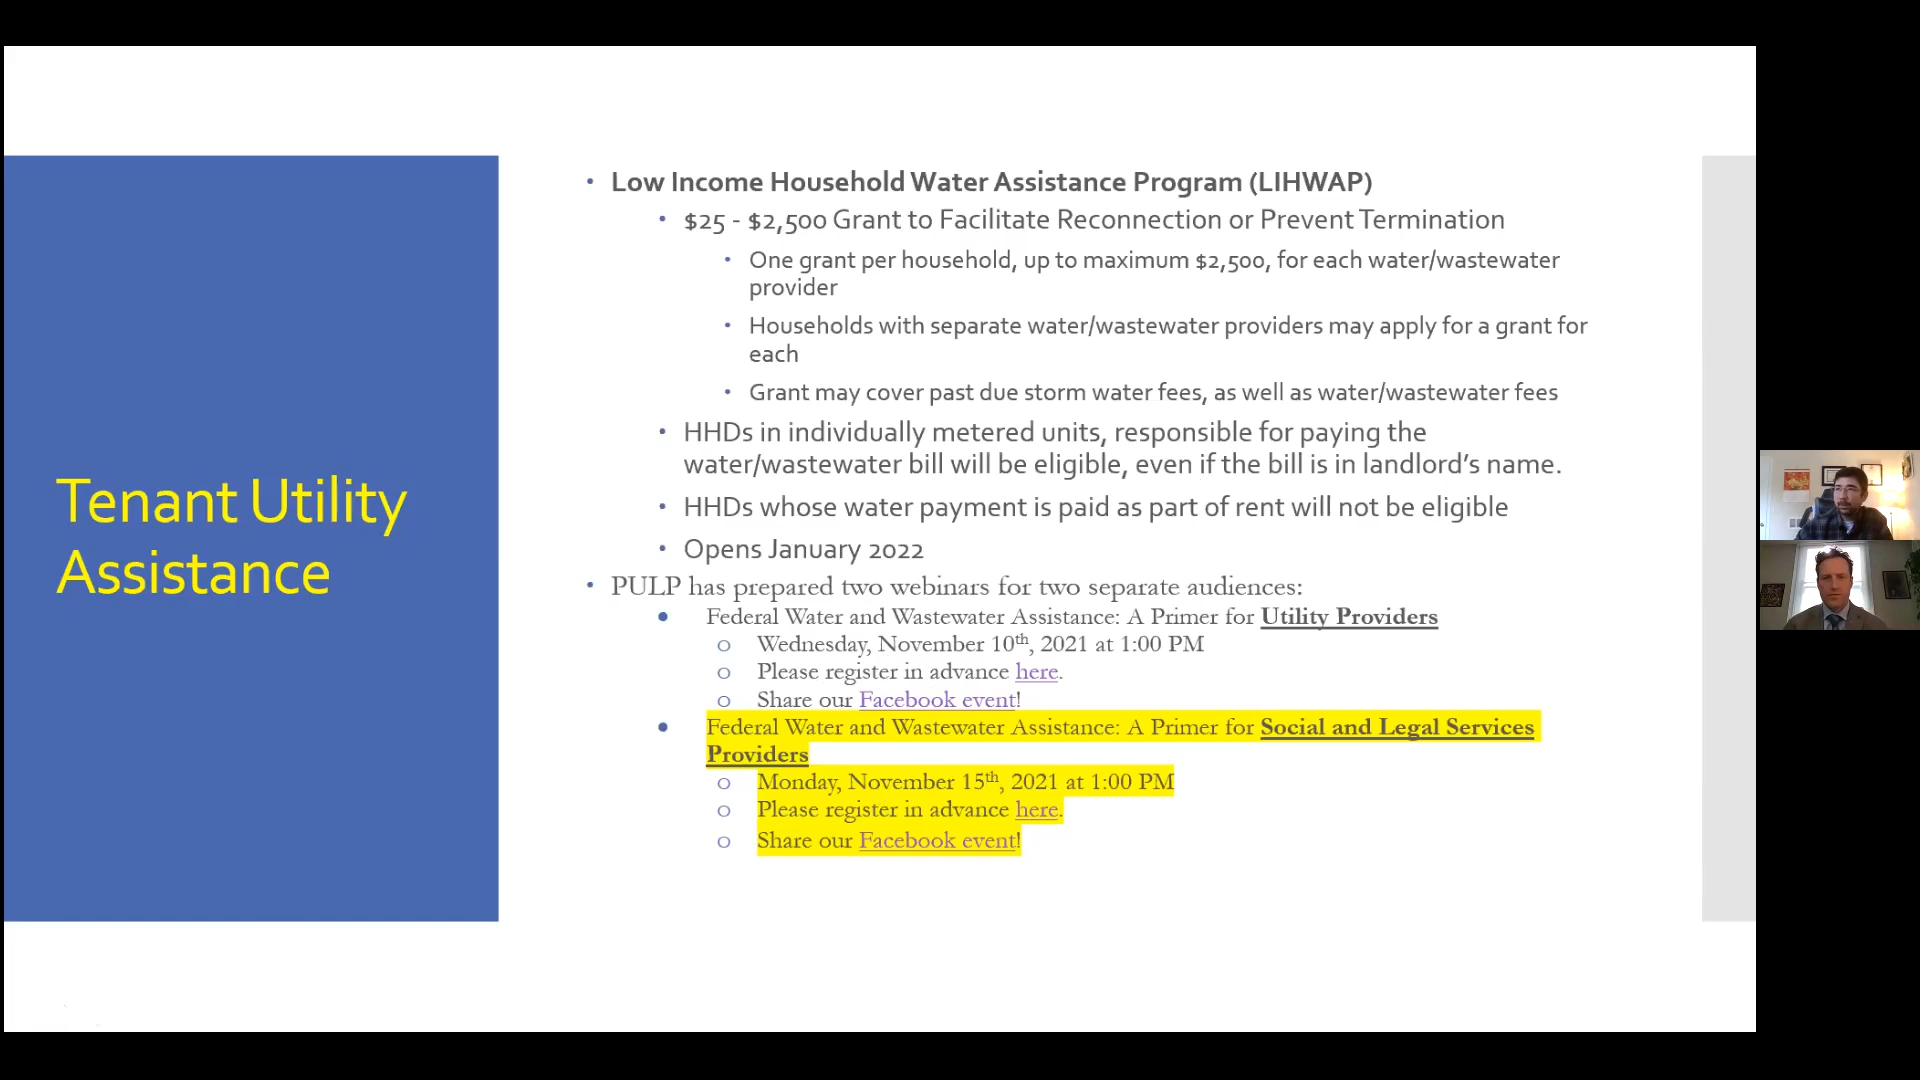 Tenant Utility
Assistance
• Low Income Household Water Assistance Program (LIHWAP)
• $25 - $2,500 Grant to Facilitate Reconnection or Prevent Termination
• One grant per household, up to maximum $2,500, for each water/wastewater
provider
• Households with separate water/wastewater providers may apply for a grant for
each
• Grant may cover past due storm water fees, as well as water/wastewater fees
• HHDs in individually metered units, responsible for paying the
water/wastewater bill will be eligible, even if the bill is in landlord’s name.
• HHDs whose water payment is paid as part of rent will not be eligible
• Opens January 2022
• PULP has prepared two webinars for two separate audiences:
• Federal Water and Wastewater Assistance: A Primer for Utility Providers
o Wednesday, November 10th, 2021 at 1:00 PM
o Please register in advance here.
o Share our Facebook event!
• Federal Water and Wastewater Assistance: A Primer for Social and Legal Services
Providers
o Monday, November 15th, 2021 at 1:00 PM
o Please register in advance here.
o Share our Facebook event!